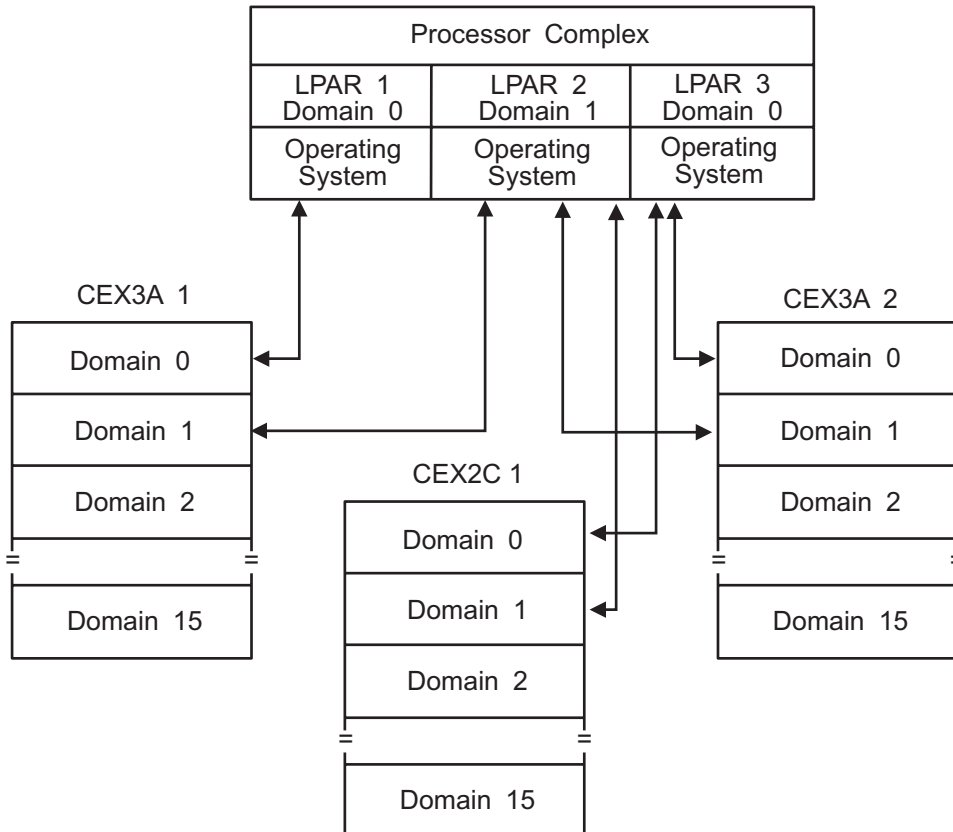 Processor Complex
LPAR 1
Domain 0
LPAR 2
Domain 1
LPAR 3
Domain 0
Operating
System
Operating
System
Operating
System
CEX3A 1
Domain 0
Domain 1
Domain 2
=
=
Domain 15
CEX2C 1
Domain 0
Domain 1
Domain 2
=
=
Domain 15
CEX3A 2
Domain 0
Domain 1
Domain 2
=
=
Domain 15